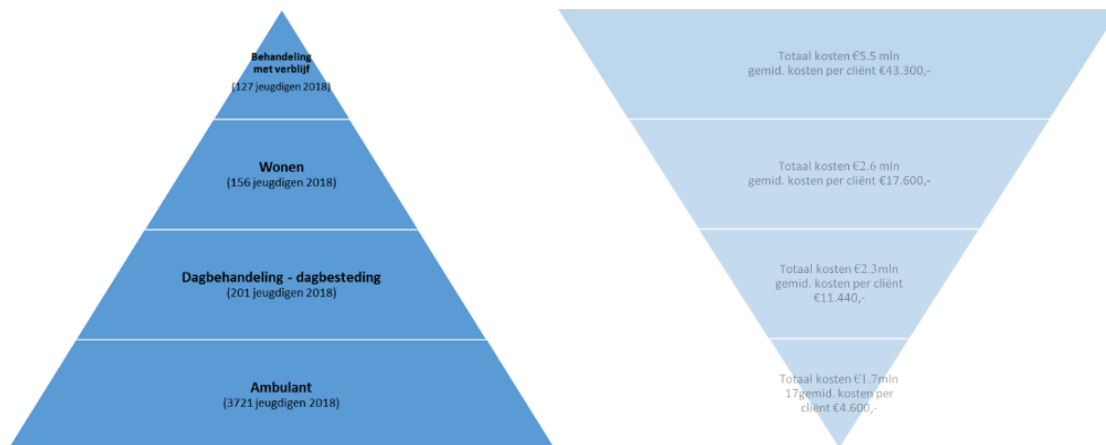 Behandeling
met verblijf
(127 jeugdigen 2018)
Wonen
(156 jeugdigen 2018)
Dagbehandeling - dagbesteding
(201 jeugdigen 2018)
Ambulant
(3721 jeugdigen 2018)
Totaal kosten €5.5 mln
gemid. kosten per cliënt €43.300,-
Totaal kosten €2.6 mln
gemid. kosten per cliënt €17.600,-
Totaal kosten €2.3mln
gemid. kosten per cliënt
€11.440,-
Totaal kosten €1.7mln
17gemid. kosten per
cliënt €4.600,-